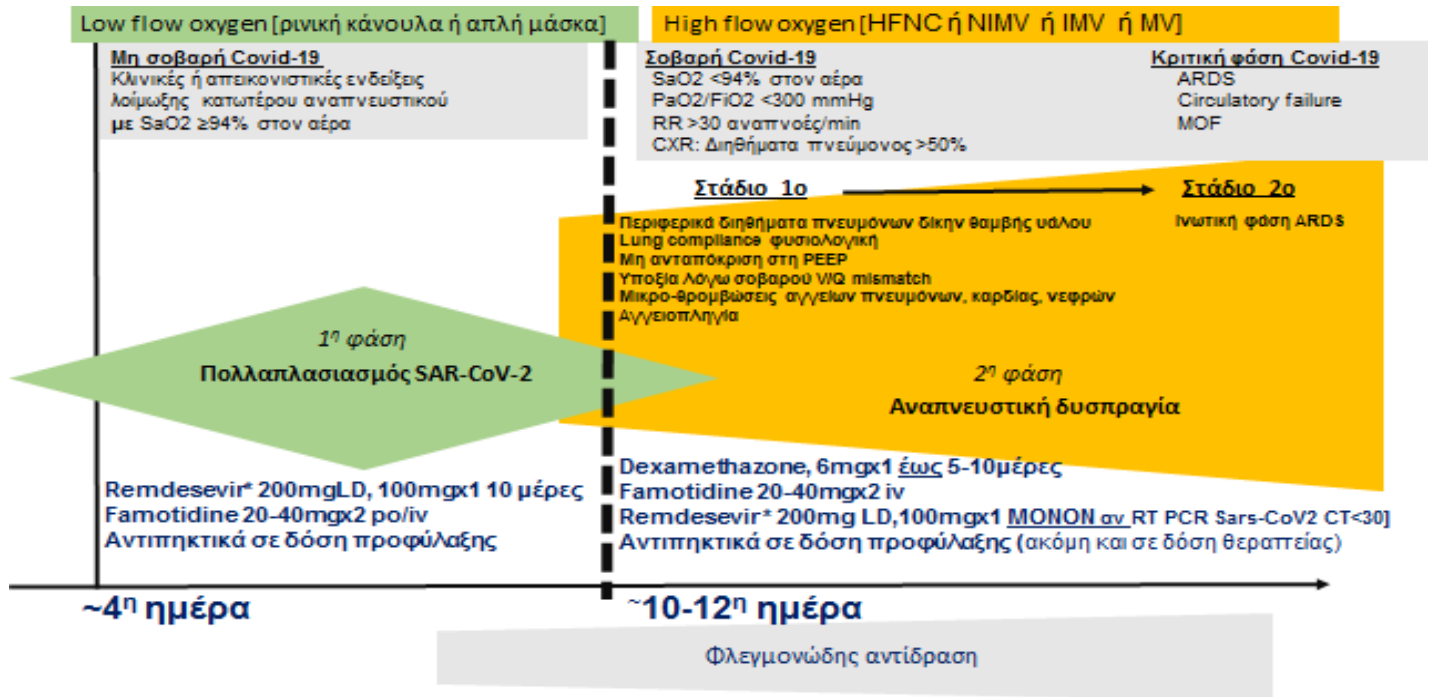 Low flow oxygen [ρινική κάνουλα ή απλή μάσκα]
High flow oxygen [HFNC ή NIMV ή IMV ή MV]
Μη σοβαρή Covid-19
Κλινικές ή απεικονιστικές ενδείξεις
λοίμωξης κατωτέρου αναπνευστικού
με SaO2 ≥94% στον αέρα
Σοβαρή Covid-19
SaO2 <94% στον αέρα
PaO2/FiO2 <300 mmHg
RR >30 αναπνοές/min
CXR: Διηθήματα πνεύμονος >50%
Κριτική φάση Covid-19
ARDS
Circulatory failure
MOF
Στάδιο 1ο
Στάδιο 2ο
Περιφερικά διηθήματα πνευμόνων δίκην θαμβής υάλου
Lung compliance φυσιολογική
Μη ανταπόκριση στη PEEP
Υποξία λόγω σοβαρού V/Q mismatch
Μικρο-θρομβώσεις αγγείων πνευμόνων, καρδίας, νεφρών
Αγγειοπληγία
Ινωτική φάση ARDS
1η φάση
Πολλαπλασιασμός SAR-CoV-2
2η φάση
Αναπνευστική δυσπραγία
Remdesevir* 200mgLD, 100mgx1 10 μέρες
Famotidine 20-40mgx2 po/iv
Αντιπηκτικά σε δόση προφύλαξης
Dexamethazone, 6mgx1 έως 5-10μέρες
Famotidine 20-40mgx2 iv
Remdesevir* 200mg LD,100mgx1 MONON αν RT PCR Sars-CoV2 CT<30]
Αντιπηκτικά σε δόση προφύλαξης (ακόμη και σε δόση θεραπείας)
~4η ημέρα
~10-12η ημέρα
Φλεγμονώδης αντίδραση